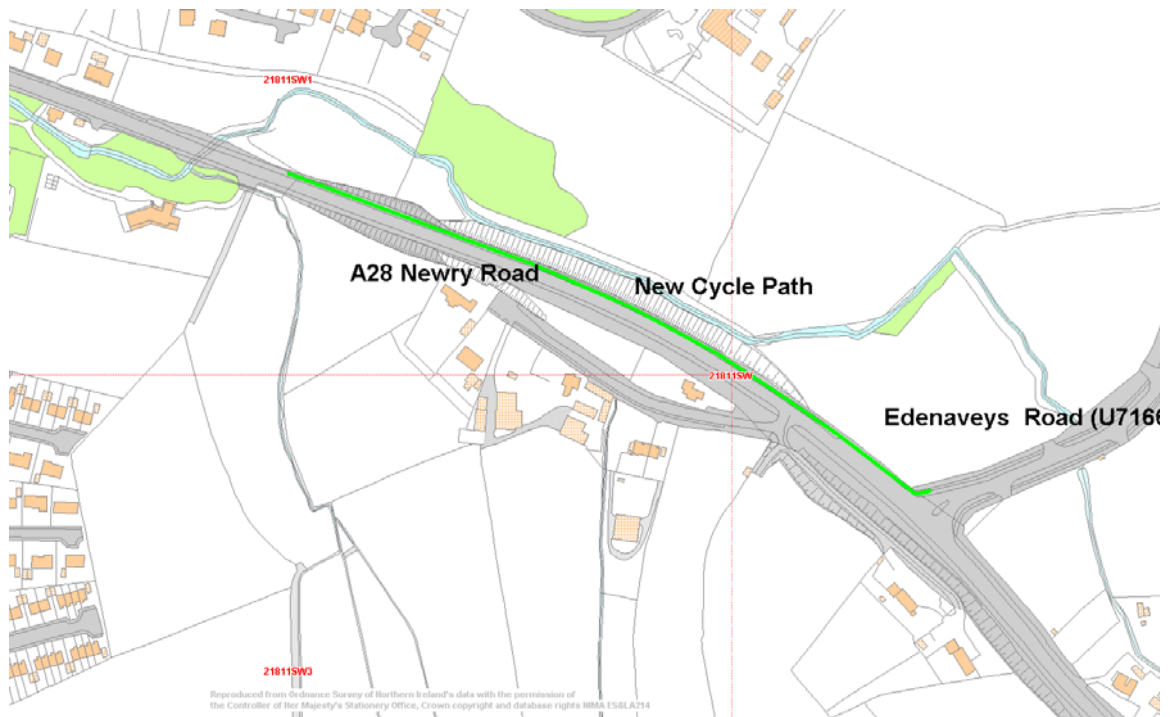 21811SW1
A28 Newry Road
New Cycle Path
21811SW
Edenaveys Road (U7166
21811SW3
Reproduced from Ordnance Survey of Northern Ireland's data with the permission of
the Controller of Her Majesty's Stationery Office, Crown copyright and database rights NIMA ES&LA214